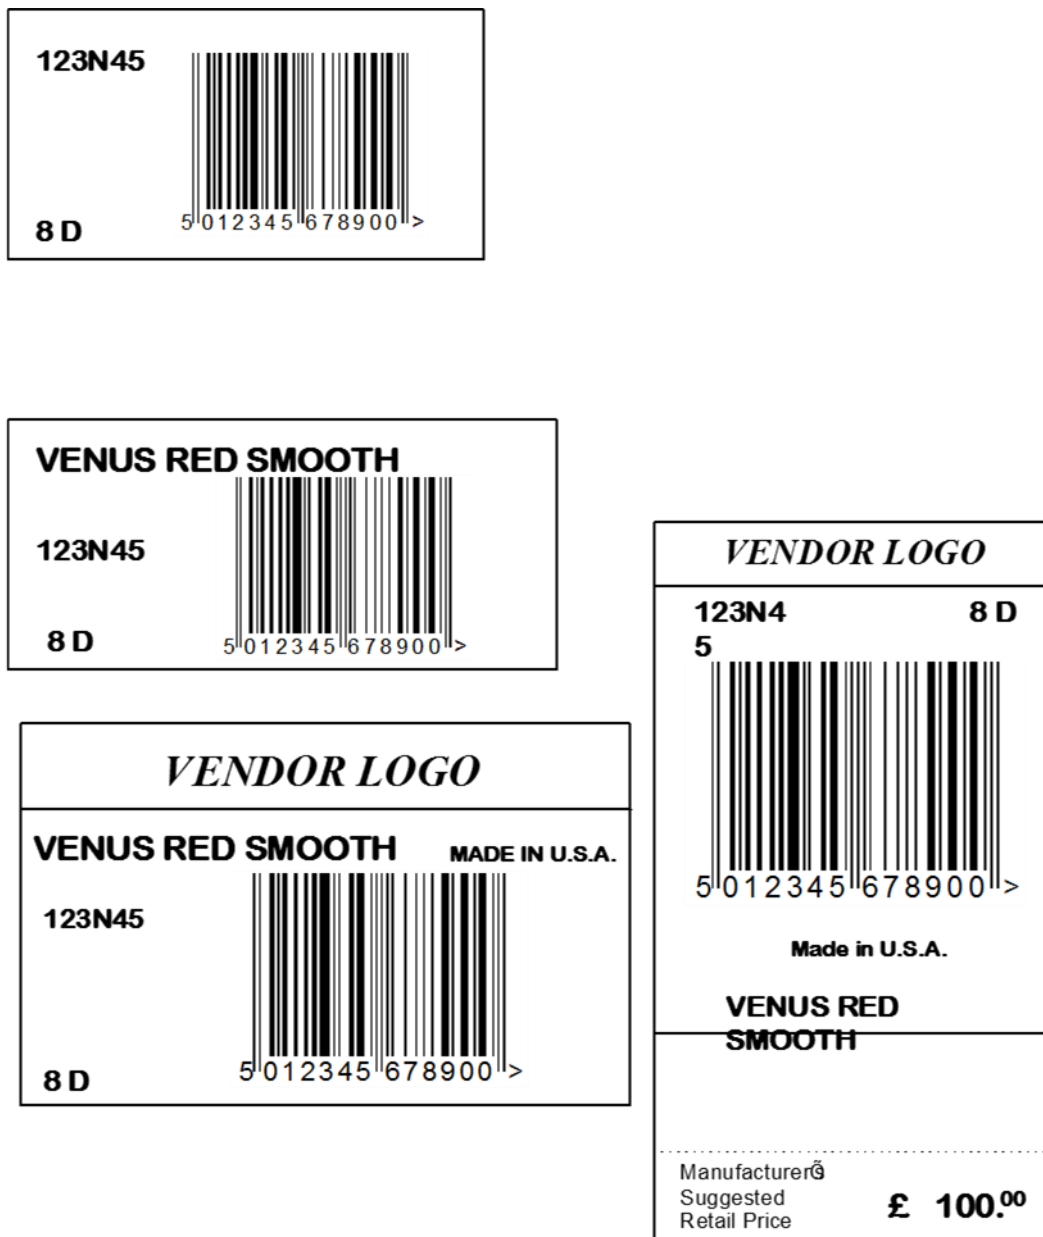 123N45
5 012345 678900 >
8 D
VENUS RED SMOOTH
123N45
8 D
5 012345 678900 >
VENDOR LOGO
VENUS RED SMOOTH MADE IN U.S.A.
123N45
5 012345 678900 >
8 D
VENDOR LOGO
123N4 8 D
5
5 012345 678900 >
Made in U.S.A.
VENUS RED
SMOOTH
ManufacturerÕs
Suggested
Retail Price
£ 100.00